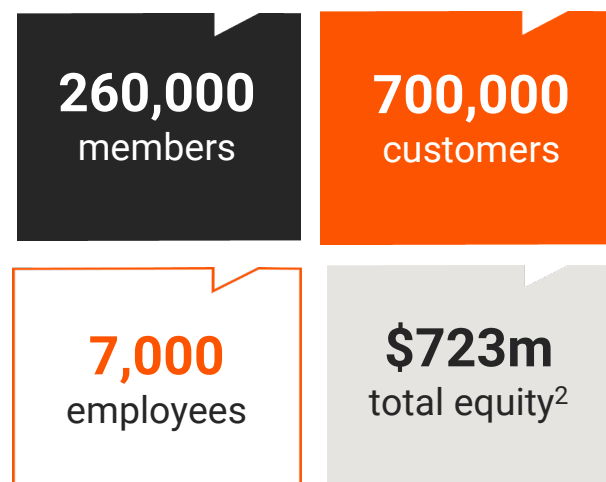 260,000
members
700,000
customers
7,000
employees
$723m
total equity²